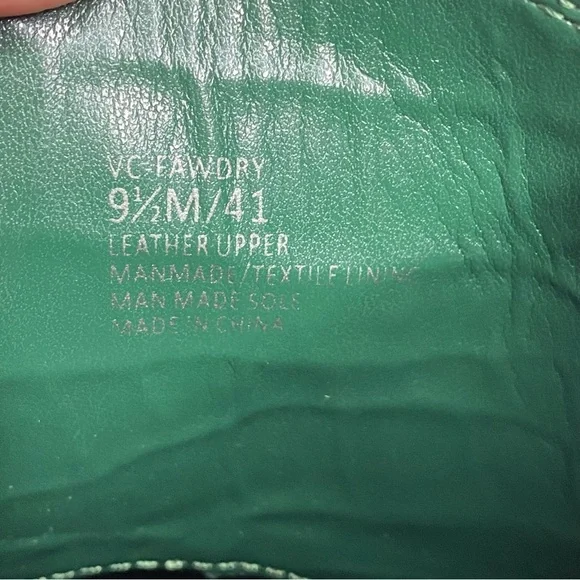 VC-FAWDRY
9½M/41
LEATHER UPPER
MANMADE/TEXTILE LINING
MAN MADE SOLE
MADE IN CHINA